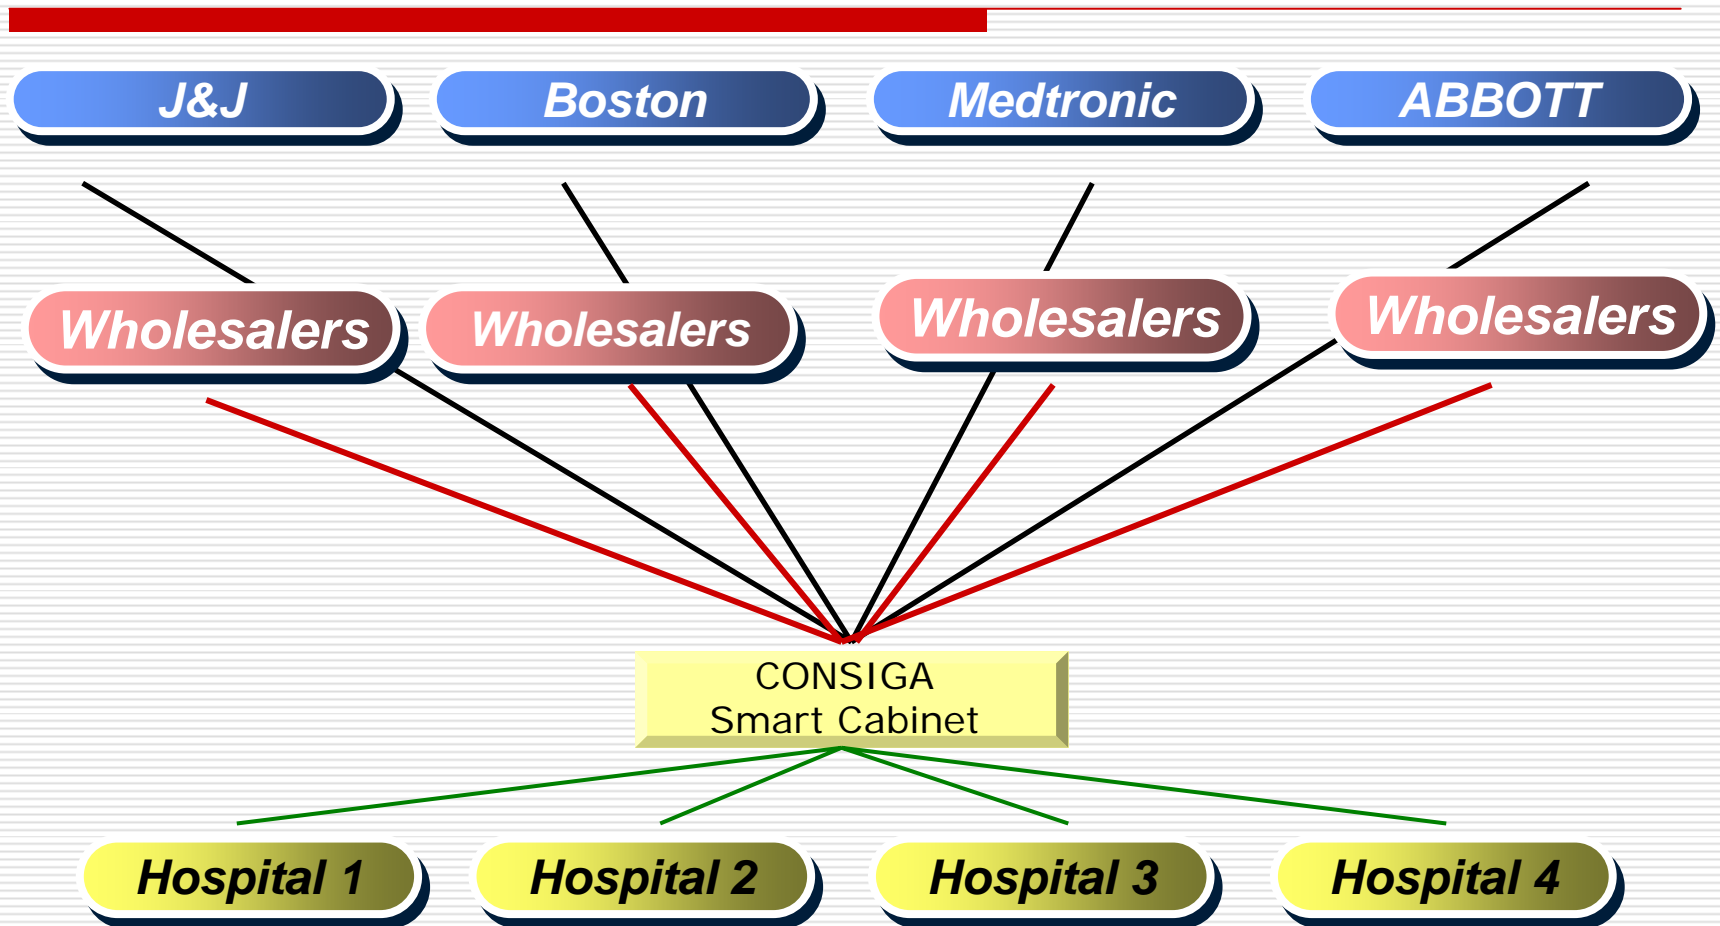 J&J
Boston
Medtronic
ABBOTT
Wholesalers
Wholesalers
Wholesalers
Wholesalers
CONSIGA
Smart Cabinet
Hospital 1
Hospital 2
Hospital 3
Hospital 4